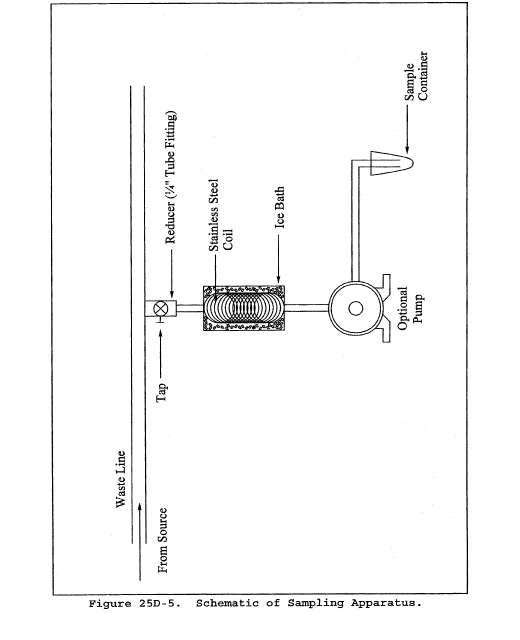 Sample
Container
Reducer (¼" Tube Fitting)
Stainless Steel
Coil
Ice Bath
Optional
Pump
Tap
Waste Line
From Source
Figure 25D-5. Schematic of Sampling Apparatus.